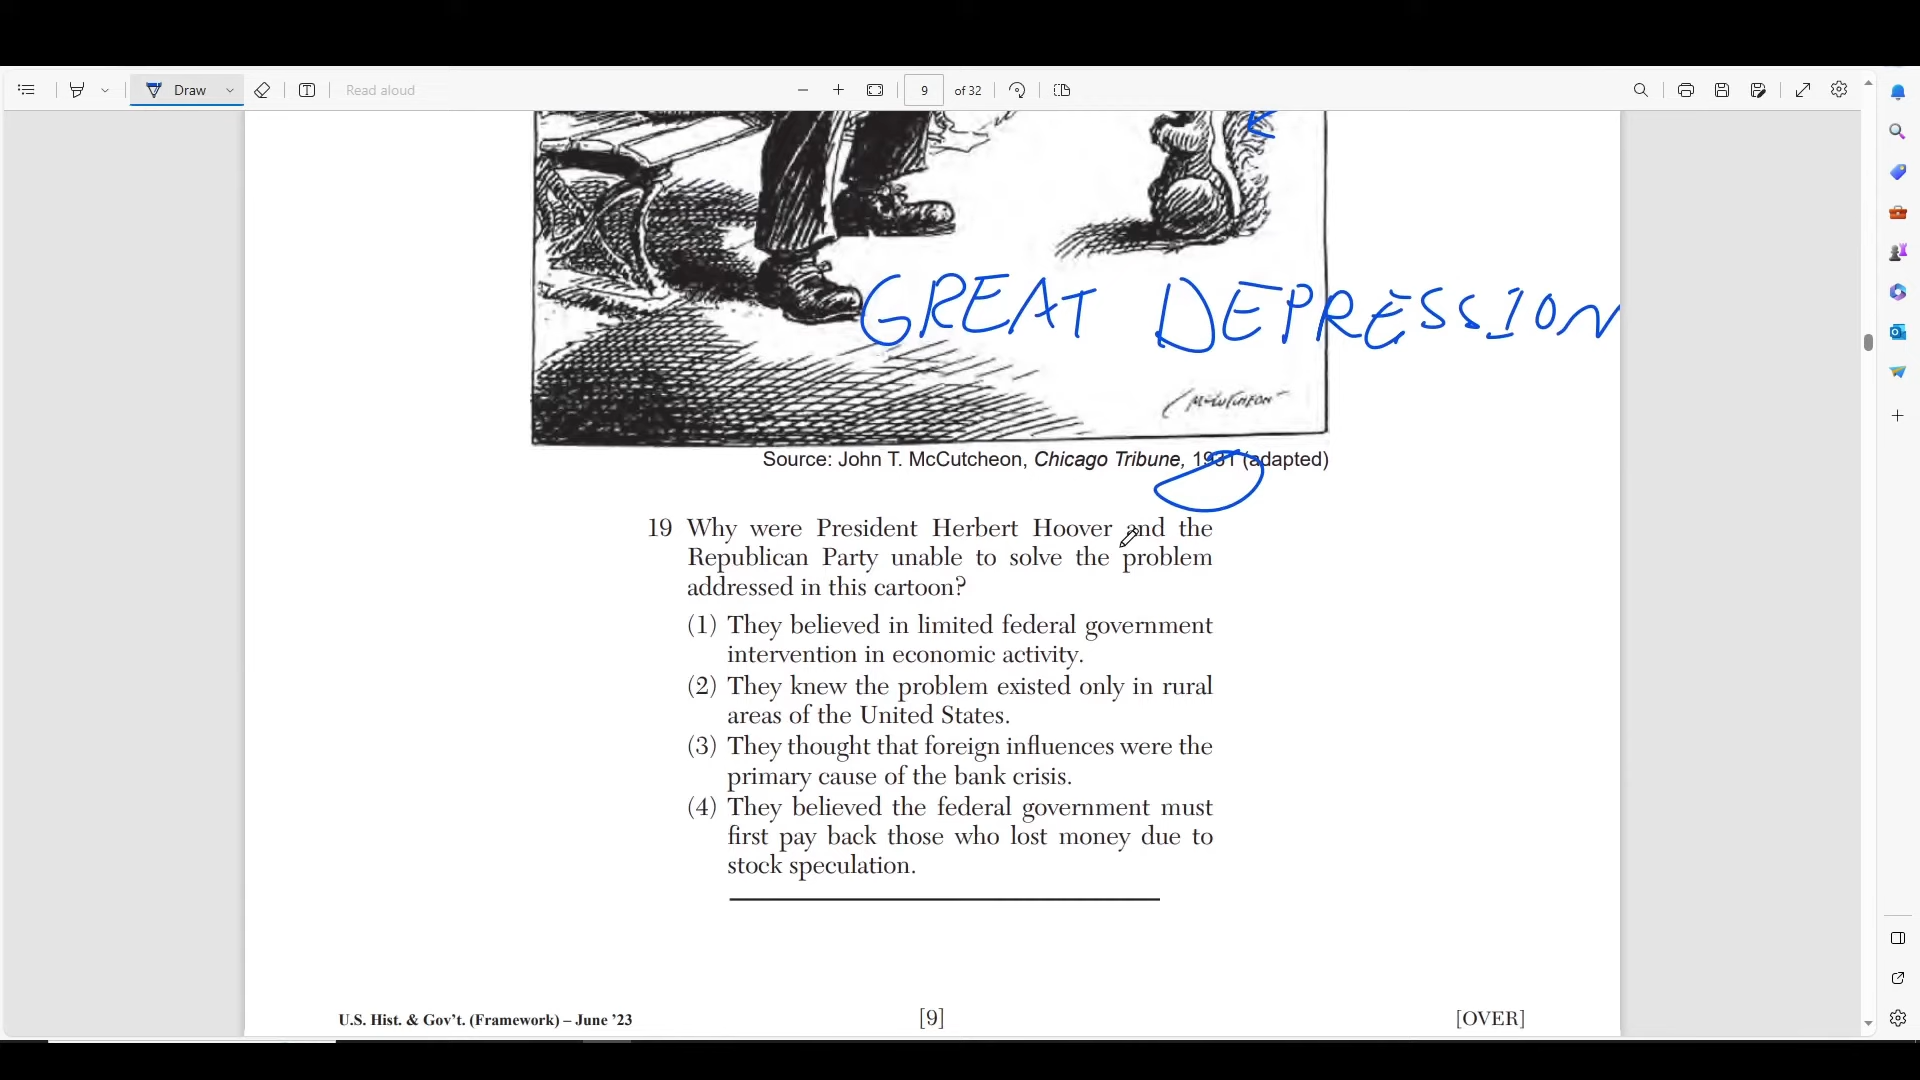 Draw
Read aloud
9
of 32
GREAT DEPRESSION
McCUTCHEON
Source: John T. McCutcheon, Chicago Tribune, 1931 (adapted)
19 Why were President Herbert Hoover and the
Republican Party unable to solve the problem
addressed in this cartoon?
(1) They believed in limited federal government
intervention in economic activity.
(2) They knew the problem existed only in rural
areas of the United States.
(3) They thought that foreign influences were the
primary cause of the bank crisis.
(4) They believed the federal government must
first pay back those who lost money due to
stock speculation.
U.S. Hist. & Gov't. (Framework) – June '23
[9]
[OVER]